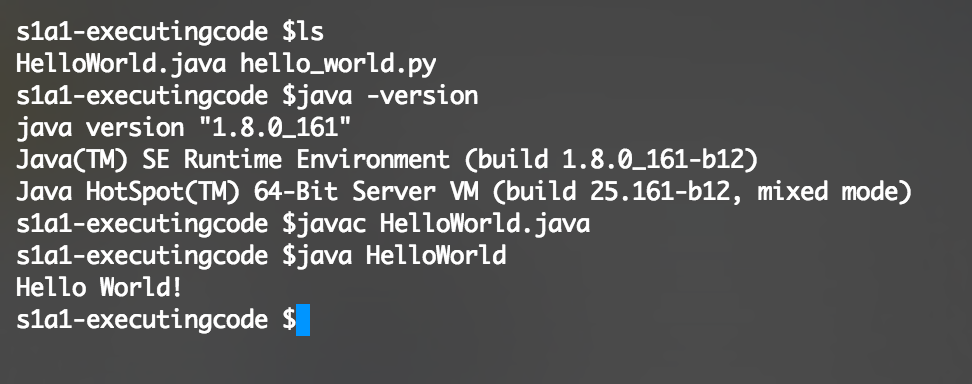 s1a1-executingcode $ls
HelloWorld.java hello_world.py
s1a1-executingcode $java -version
java version "1.8.0_161"
Java(TM) SE Runtime Environment (build 1.8.0_161-b12)
Java HotSpot(TM) 64-Bit Server VM (build 25.161-b12, mixed mode)
s1a1-executingcode $javac HelloWorld.java
s1a1-executingcode $java HelloWorld
Hello World!
s1a1-executingcode $